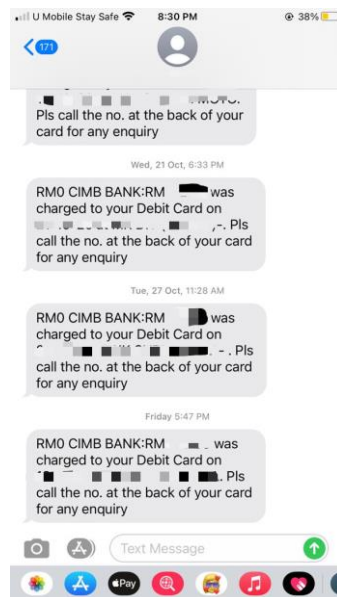 U Mobile Stay Safe 8:30 PM 38%
171
Pls call the no. at the back of your
card for any enquiry
Wed, 21 Oct, 6:33 PM
RM0 CIMB BANK:RM was
charged to your Debit Card on
Pls
call the no. at the back of your card
for any enquiry
Tue, 27 Oct, 11:28 AM
RM0 CIMB BANK:RM was
charged to your Debit Card on
- . Pls
call the no. at the back of your card
for any enquiry
Friday 5:47 PM
RM0 CIMB BANK:RM was
charged to your Debit Card on
. Pls
call the no. at the back of your card
for any enquiry
Text Message
Pay